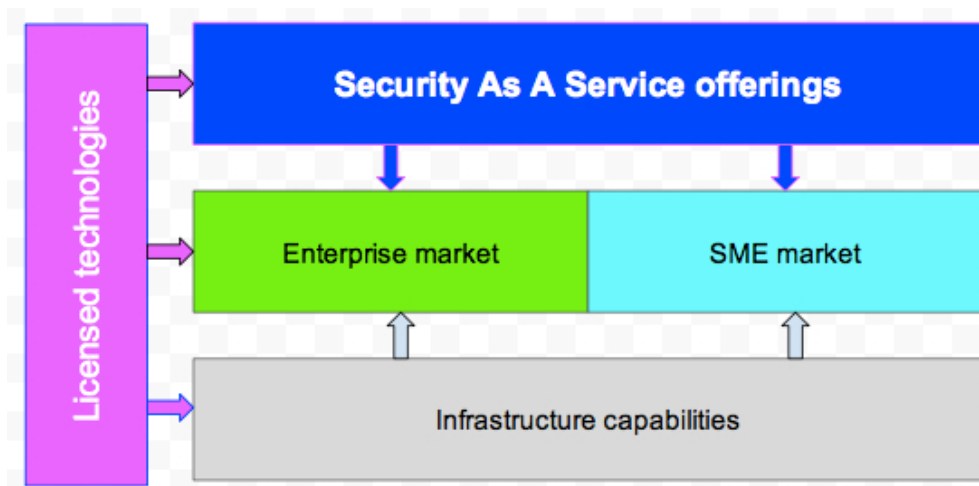 Licensed technologies
Security As A Service offerings
Enterprise market
SME market
Infrastructure capabilities